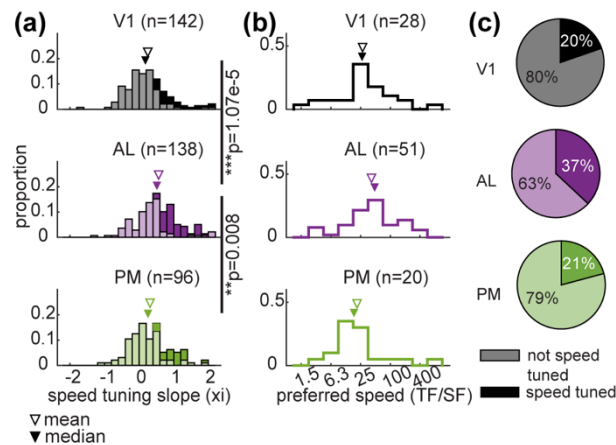 (a)
V1 (n=142)
0.2
0.1
0
***p=1.07e-5
AL (n=138)
proportion
0.2
0.1
0
**p=0.008
PM (n=96)
0.2
0.1
0
-2 -1 0 1 2
speed tuning slope (xi)
mean
median
(b)
V1 (n=28)
0.5
0
AL (n=51)
0.5
0
PM (n=20)
0.5
0
1.5 6.3 25 100 400
preferred speed (TF/SF)
(c)
V1
20%
80%
AL
37%
63%
PM
21%
79%
not speed
tuned
speed tuned